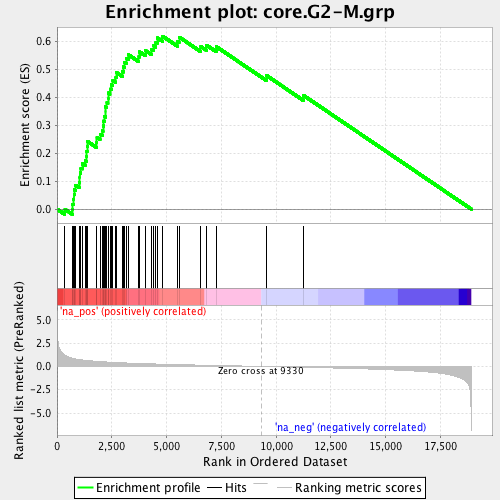 Enrichment plot: core.G2-M.grp
Enrichment score (ES)
0.6
0.5
0.4
0.3
0.2
0.1
0.0
'na_pos' (positively correlated)
Ranked list metric (PreRanked)
5.0
2.5
0.0
-2.5
-5.0
Zero cross at 9330
'na_neg' (negatively correlated)
0 2,500 5,000 7,500 10,000 12,500 15,000 17,500
Rank in Ordered Dataset
Enrichment profile Hits Ranking metric scores